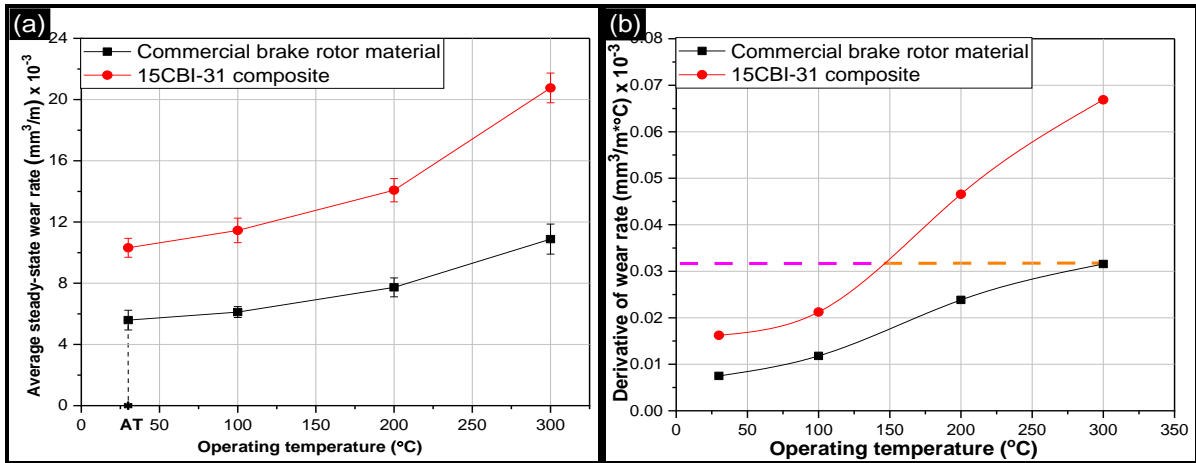 (a)
Commercial brake rotor material
15CBI-31 composite
Average steady-state wear rate (mm³/m) x 10⁻³
24
20
16
12
8
4
0
0 AT 50 100 150 200 250 300
Operating temperature (°C)
(b)
Commercial brake rotor material
15CBI-31 composite
Derivative of wear rate (mm³/m*°C) x 10⁻³
0.08
0.07
0.06
0.05
0.04
0.03
0.02
0.01
0.00
0 50 100 150 200 250 300 350
Operating temperature (°C)